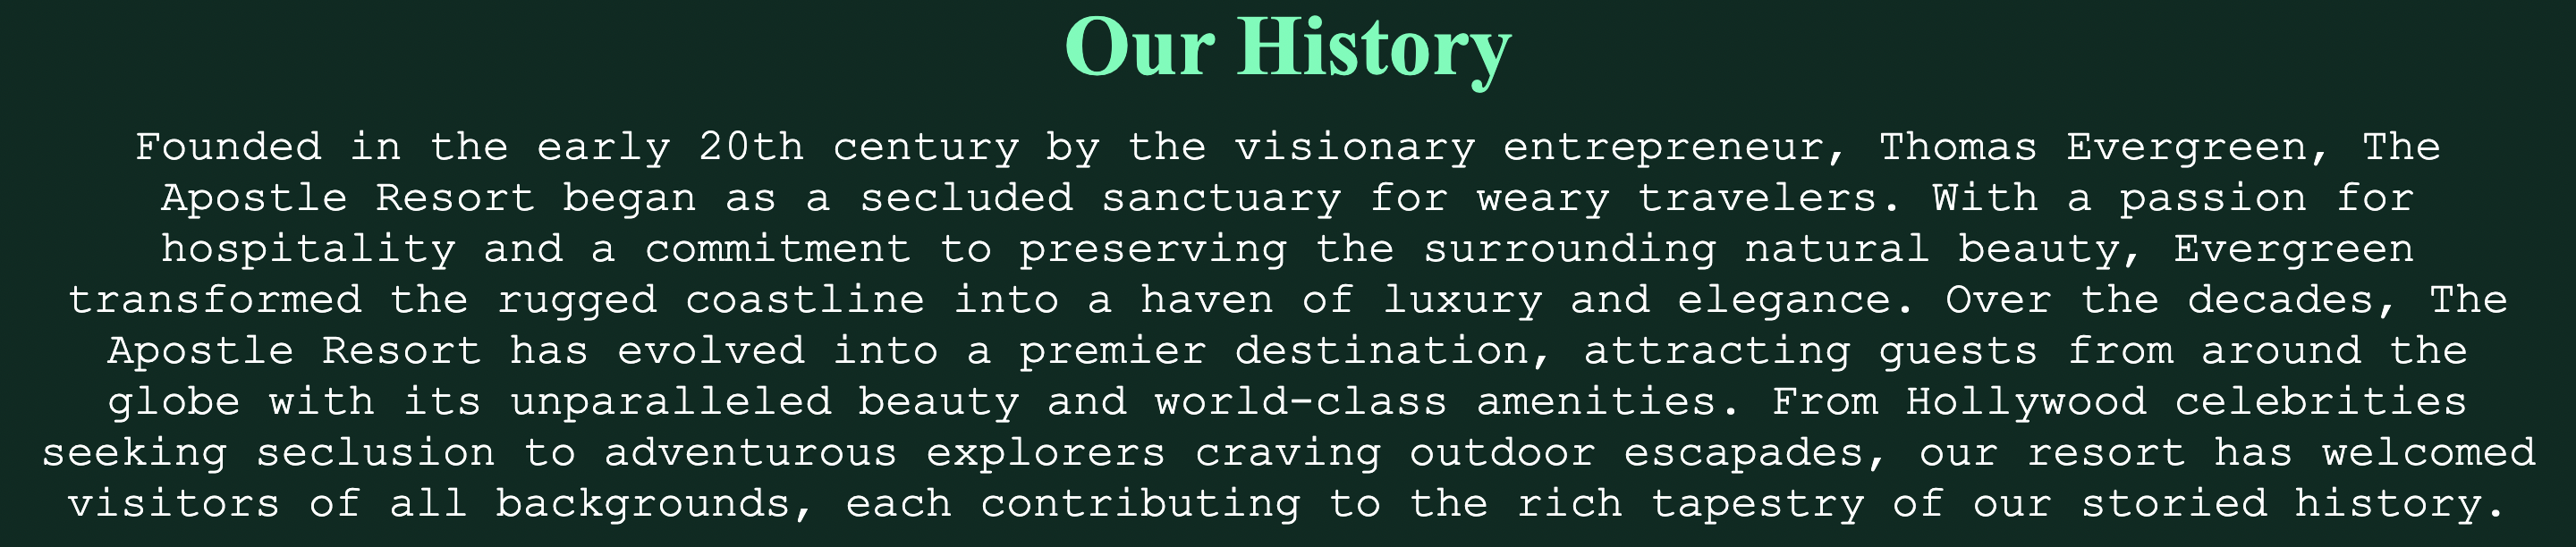 Our History
Founded in the early 20th century by the visionary entrepreneur, Thomas Evergreen, The
Apostle Resort began as a secluded sanctuary for weary travelers. With a passion for
hospitality and a commitment to preserving the surrounding natural beauty, Evergreen
transformed the rugged coastline into a haven of luxury and elegance. Over the decades, The
Apostle Resort has evolved into a premier destination, attracting guests from around the
globe with its unparalleled beauty and world-class amenities. From Hollywood celebrities
seeking seclusion to adventurous explorers craving outdoor escapades, our resort has welcomed
visitors of all backgrounds, each contributing to the rich tapestry of our storied history.